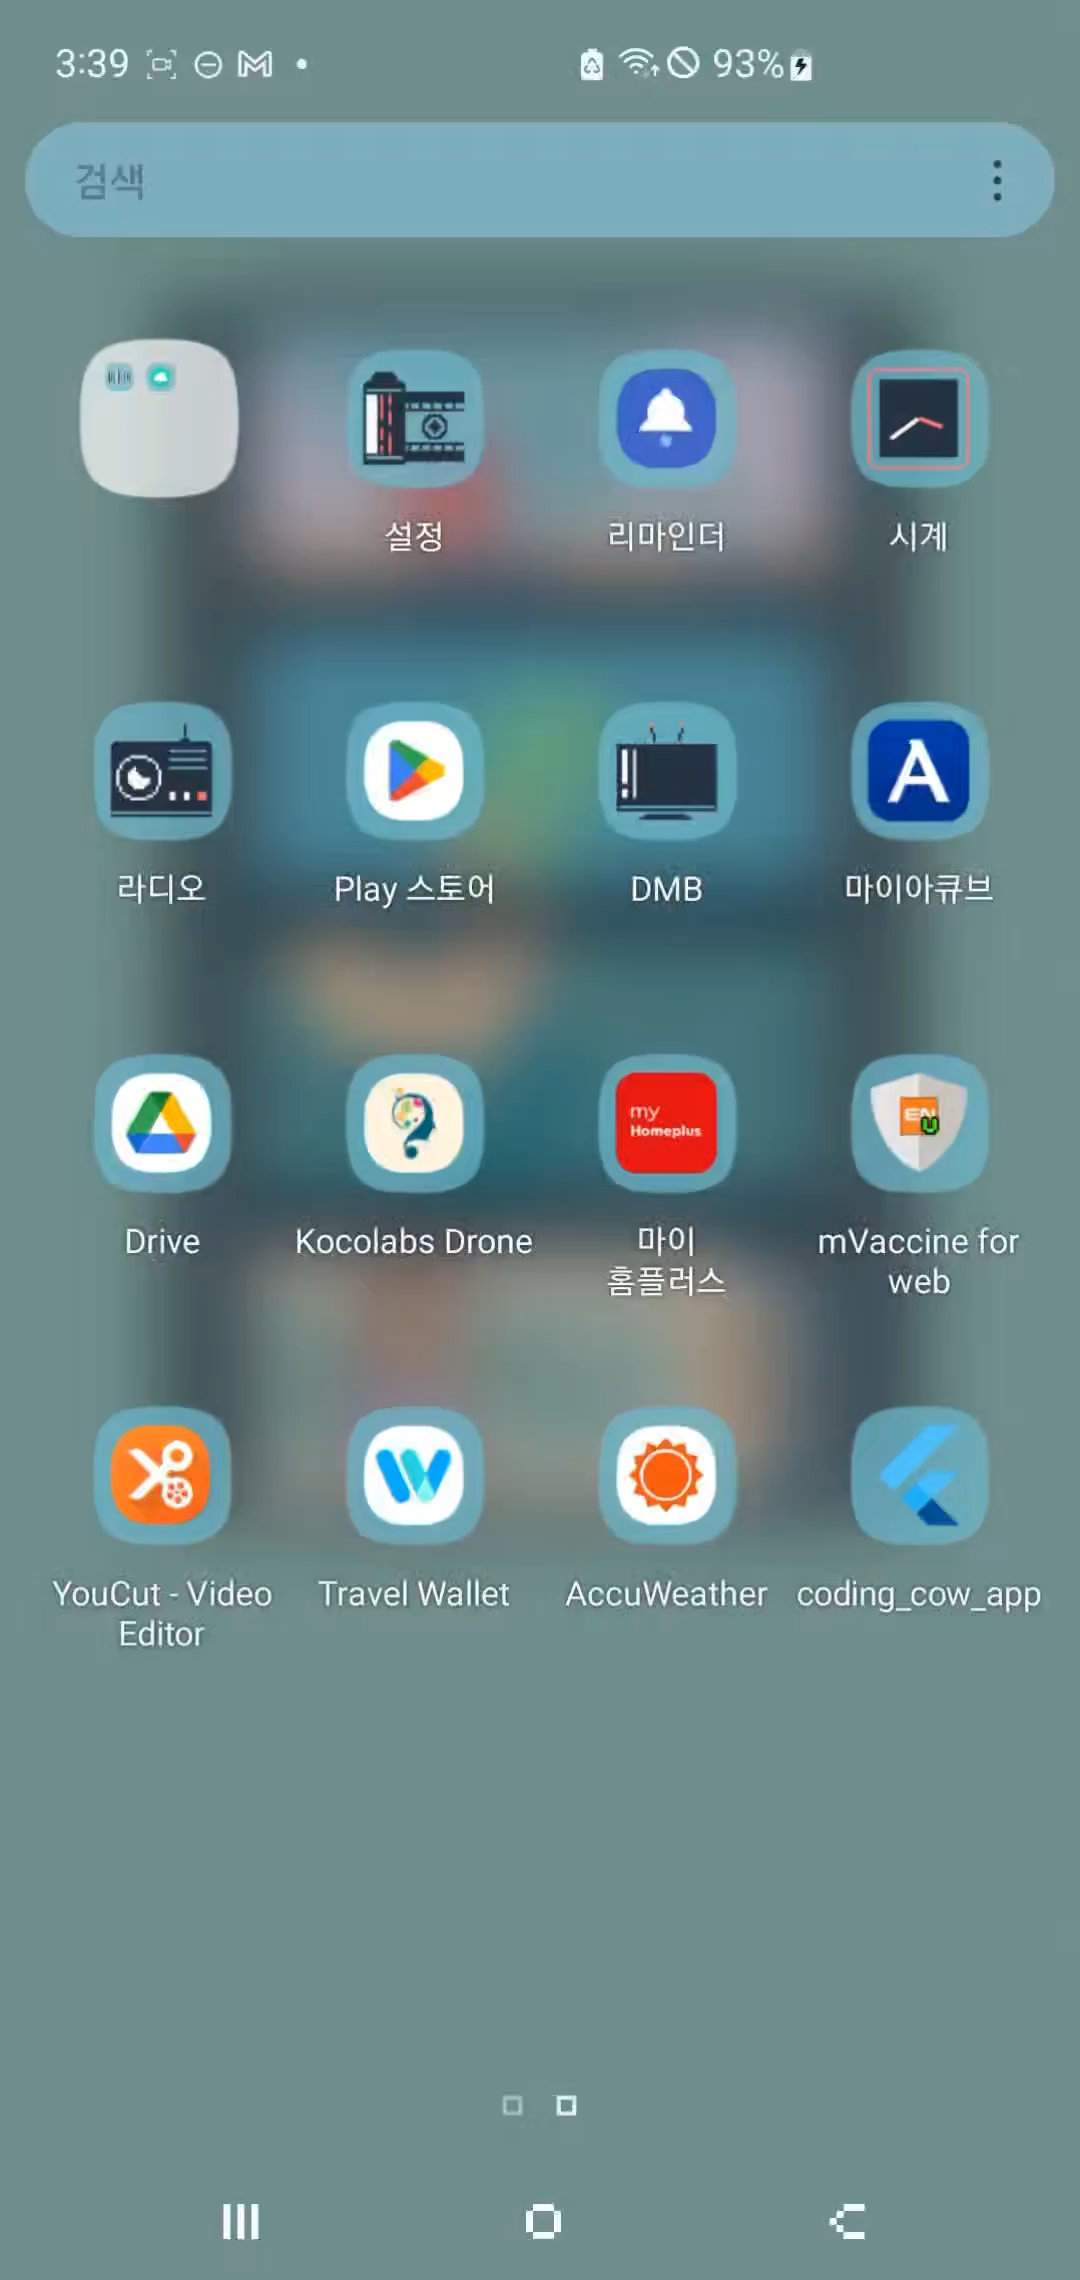 3:39 93%
검색
설정 리마인더 시계
라디오 Play 스토어 DMB 마이아큐브
my
Homeplus
EN
U
Drive Kocolabs Drone 마이 mVaccine for
홈플러스 web
YouCut - Video Travel Wallet AccuWeather coding_cow_app
Editor